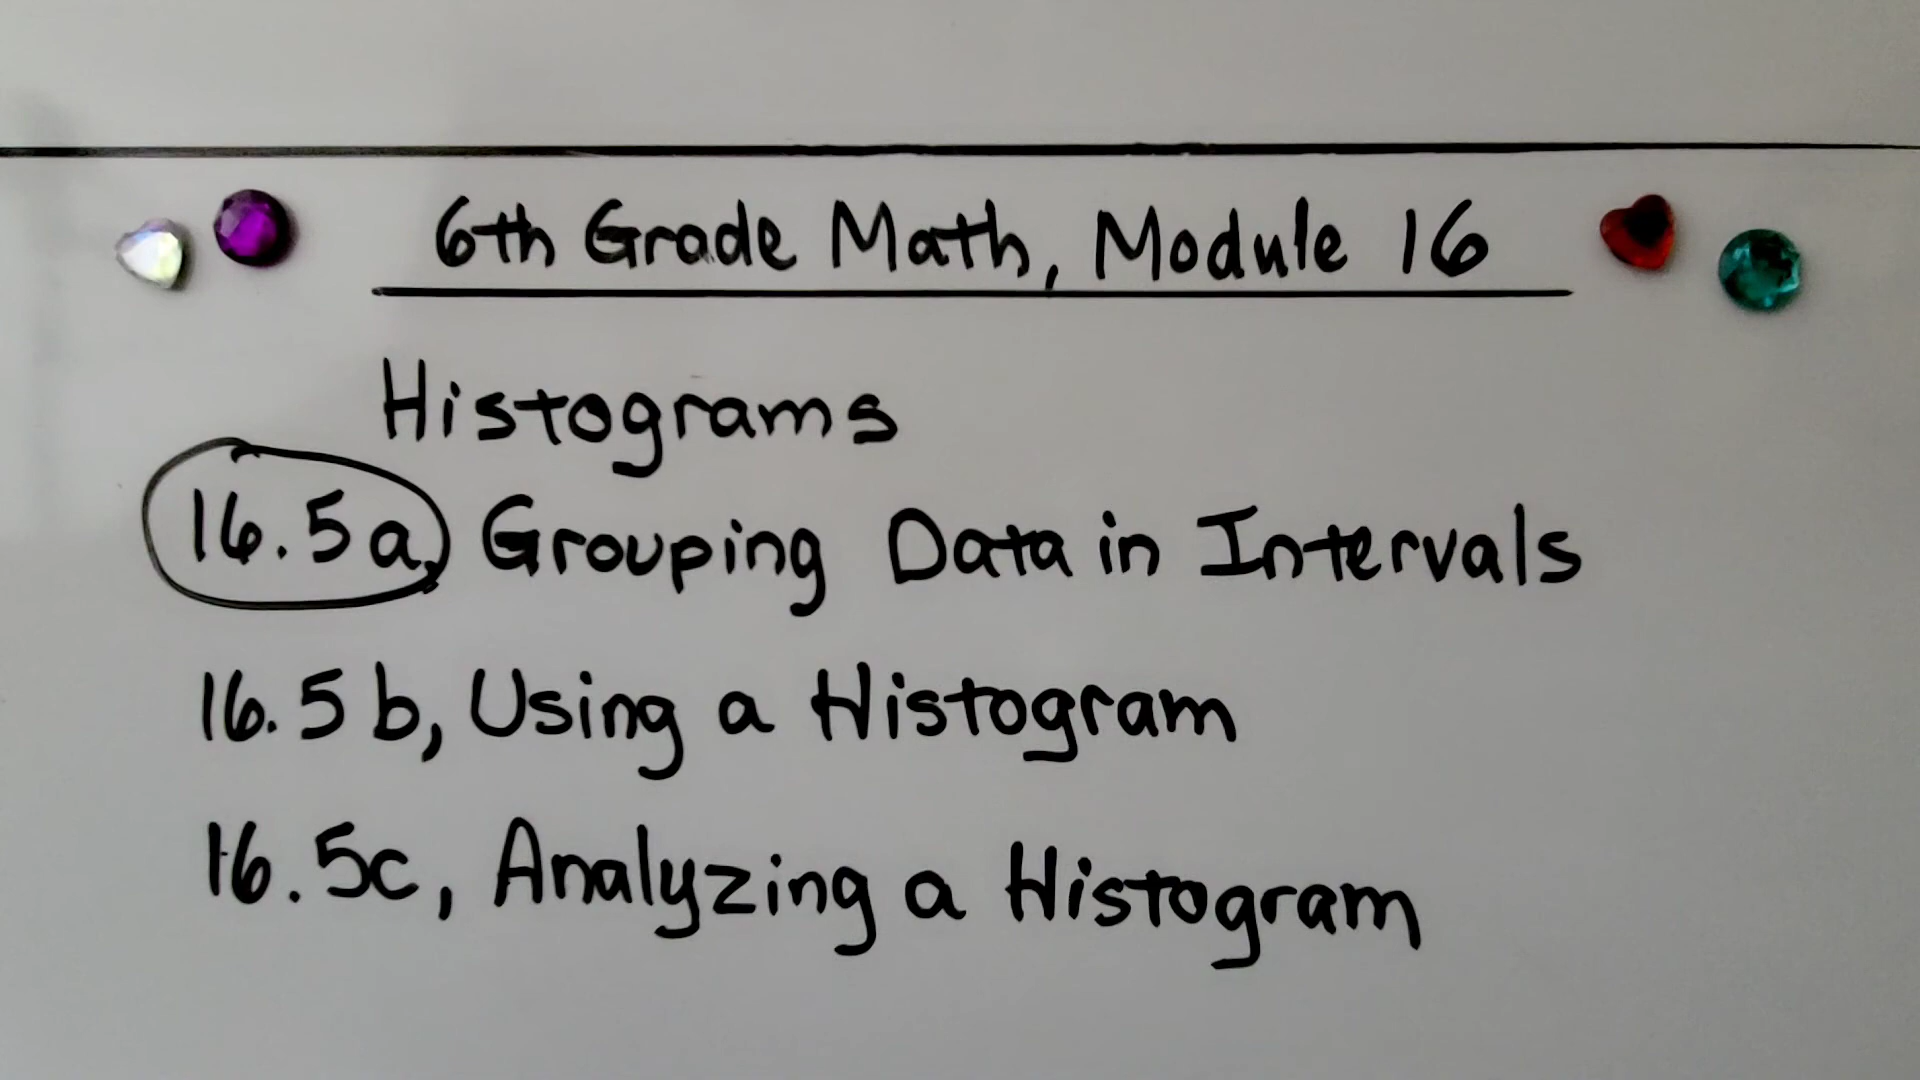 6th Grade Math, Module 16
Histograms
16.5a, Grouping Data in Intervals
16.5b, Using a Histogram
16.5c, Analyzing a Histogram